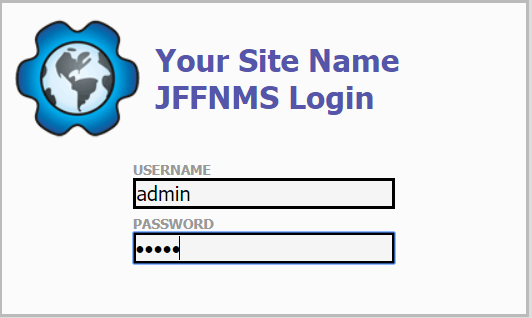 Your Site Name
JFFNMS Login
USERNAME
admin
PASSWORD
•••••